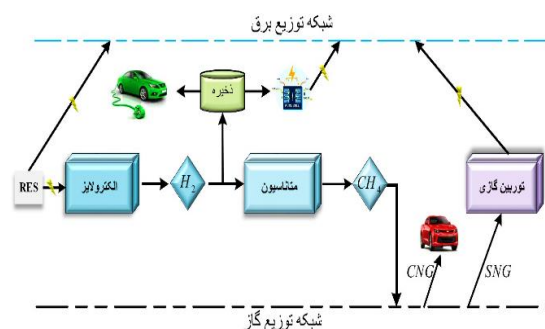 شبکه توزیع برق
ذخیره
RES
الکترولایز
H₂
متاناسیون
CH₄
توربین گازی
CNG
SNG
شبکه توزیع گاز